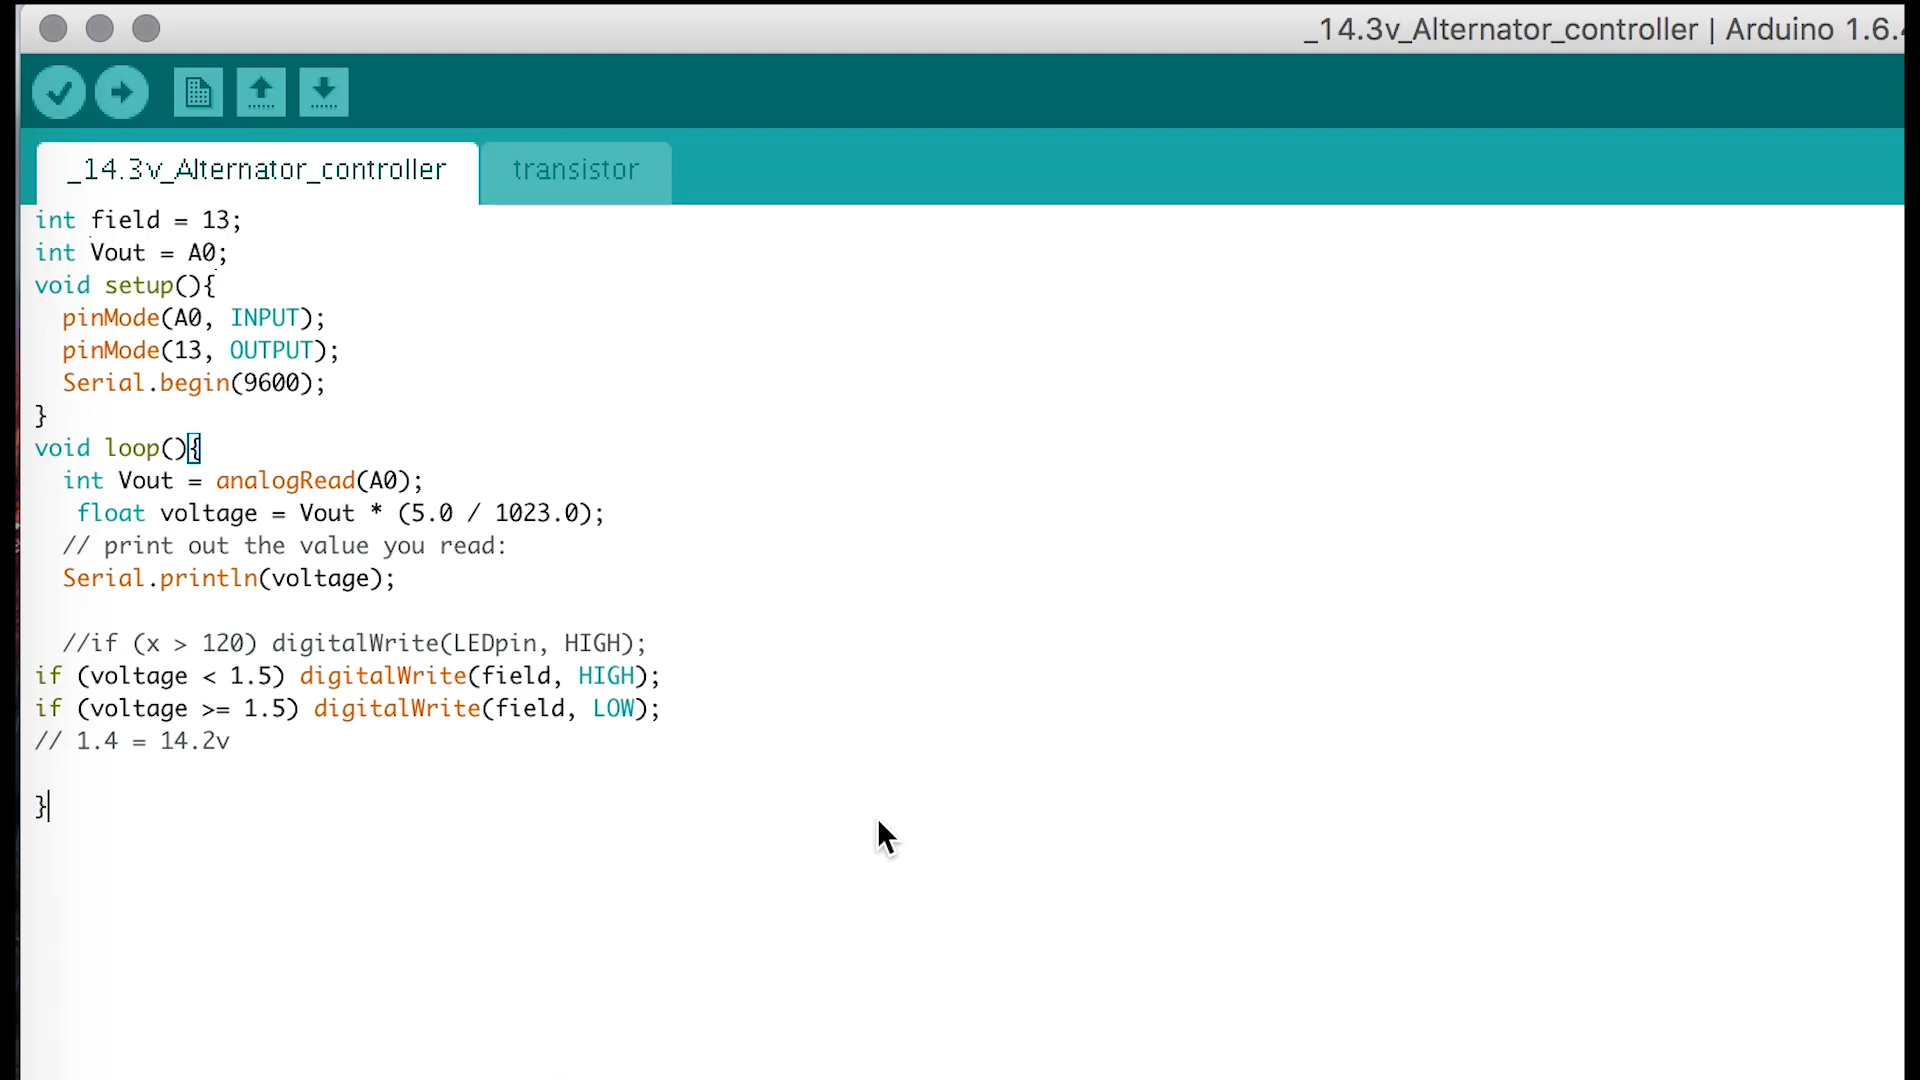 _14.3v_Alternator_controller | Arduino 1.6.
_14.3v_Alternator_controller
transistor
int field = 13;
int Vout = A0;
void setup(){
  pinMode(A0, INPUT);
  pinMode(13, OUTPUT);
  Serial.begin(9600);
}
void loop(){
  int Vout = analogRead(A0);
   float voltage = Vout * (5.0 / 1023.0);
  // print out the value you read:
  Serial.println(voltage);
  //if (x > 120) digitalWrite(LEDpin, HIGH);
if (voltage < 1.5) digitalWrite(field, HIGH);
if (voltage >= 1.5) digitalWrite(field, LOW);
// 1.4 = 14.2v
}